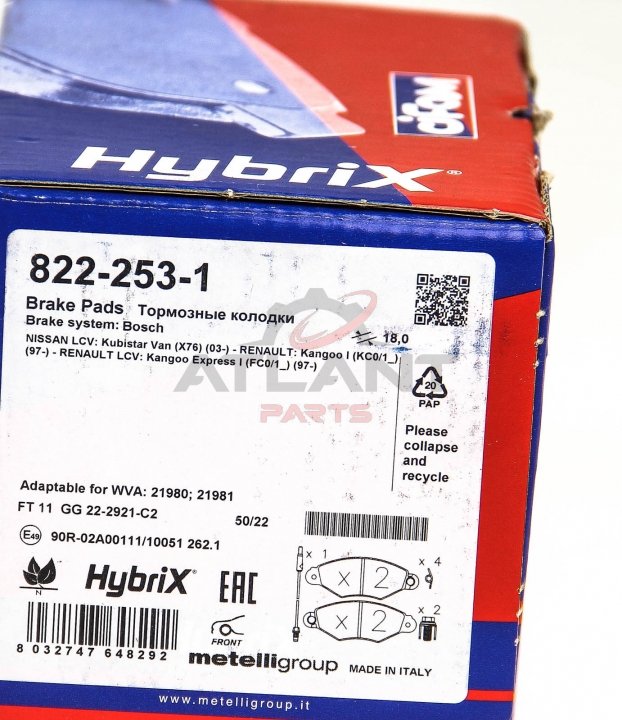 cifam
HybriX®
822-253-1
Brake Pads Тормозные колодки
Brake system: Bosch
18,0
NISSAN LCV: Kubistar Van (X76) (03-) - RENAULT: Kangoo I (KC0/1_)
(97-) - RENAULT LCV: Kangoo Express I (FC0/1_) (97-)
ATLANT
PARTS
20
PAP
Please
collapse
and
recycle
Adaptable for WVA: 21980; 21981
FT 11 GG 22-2921-C2
50/22
E49 90R-02A00111/10051 262.1
x 1
x 2
x 4
x 2
x 2
N
HybriX®
EAC
FRONT
8 032747 648292
metelligroup MADE IN ITALY
www.metelligroup.it